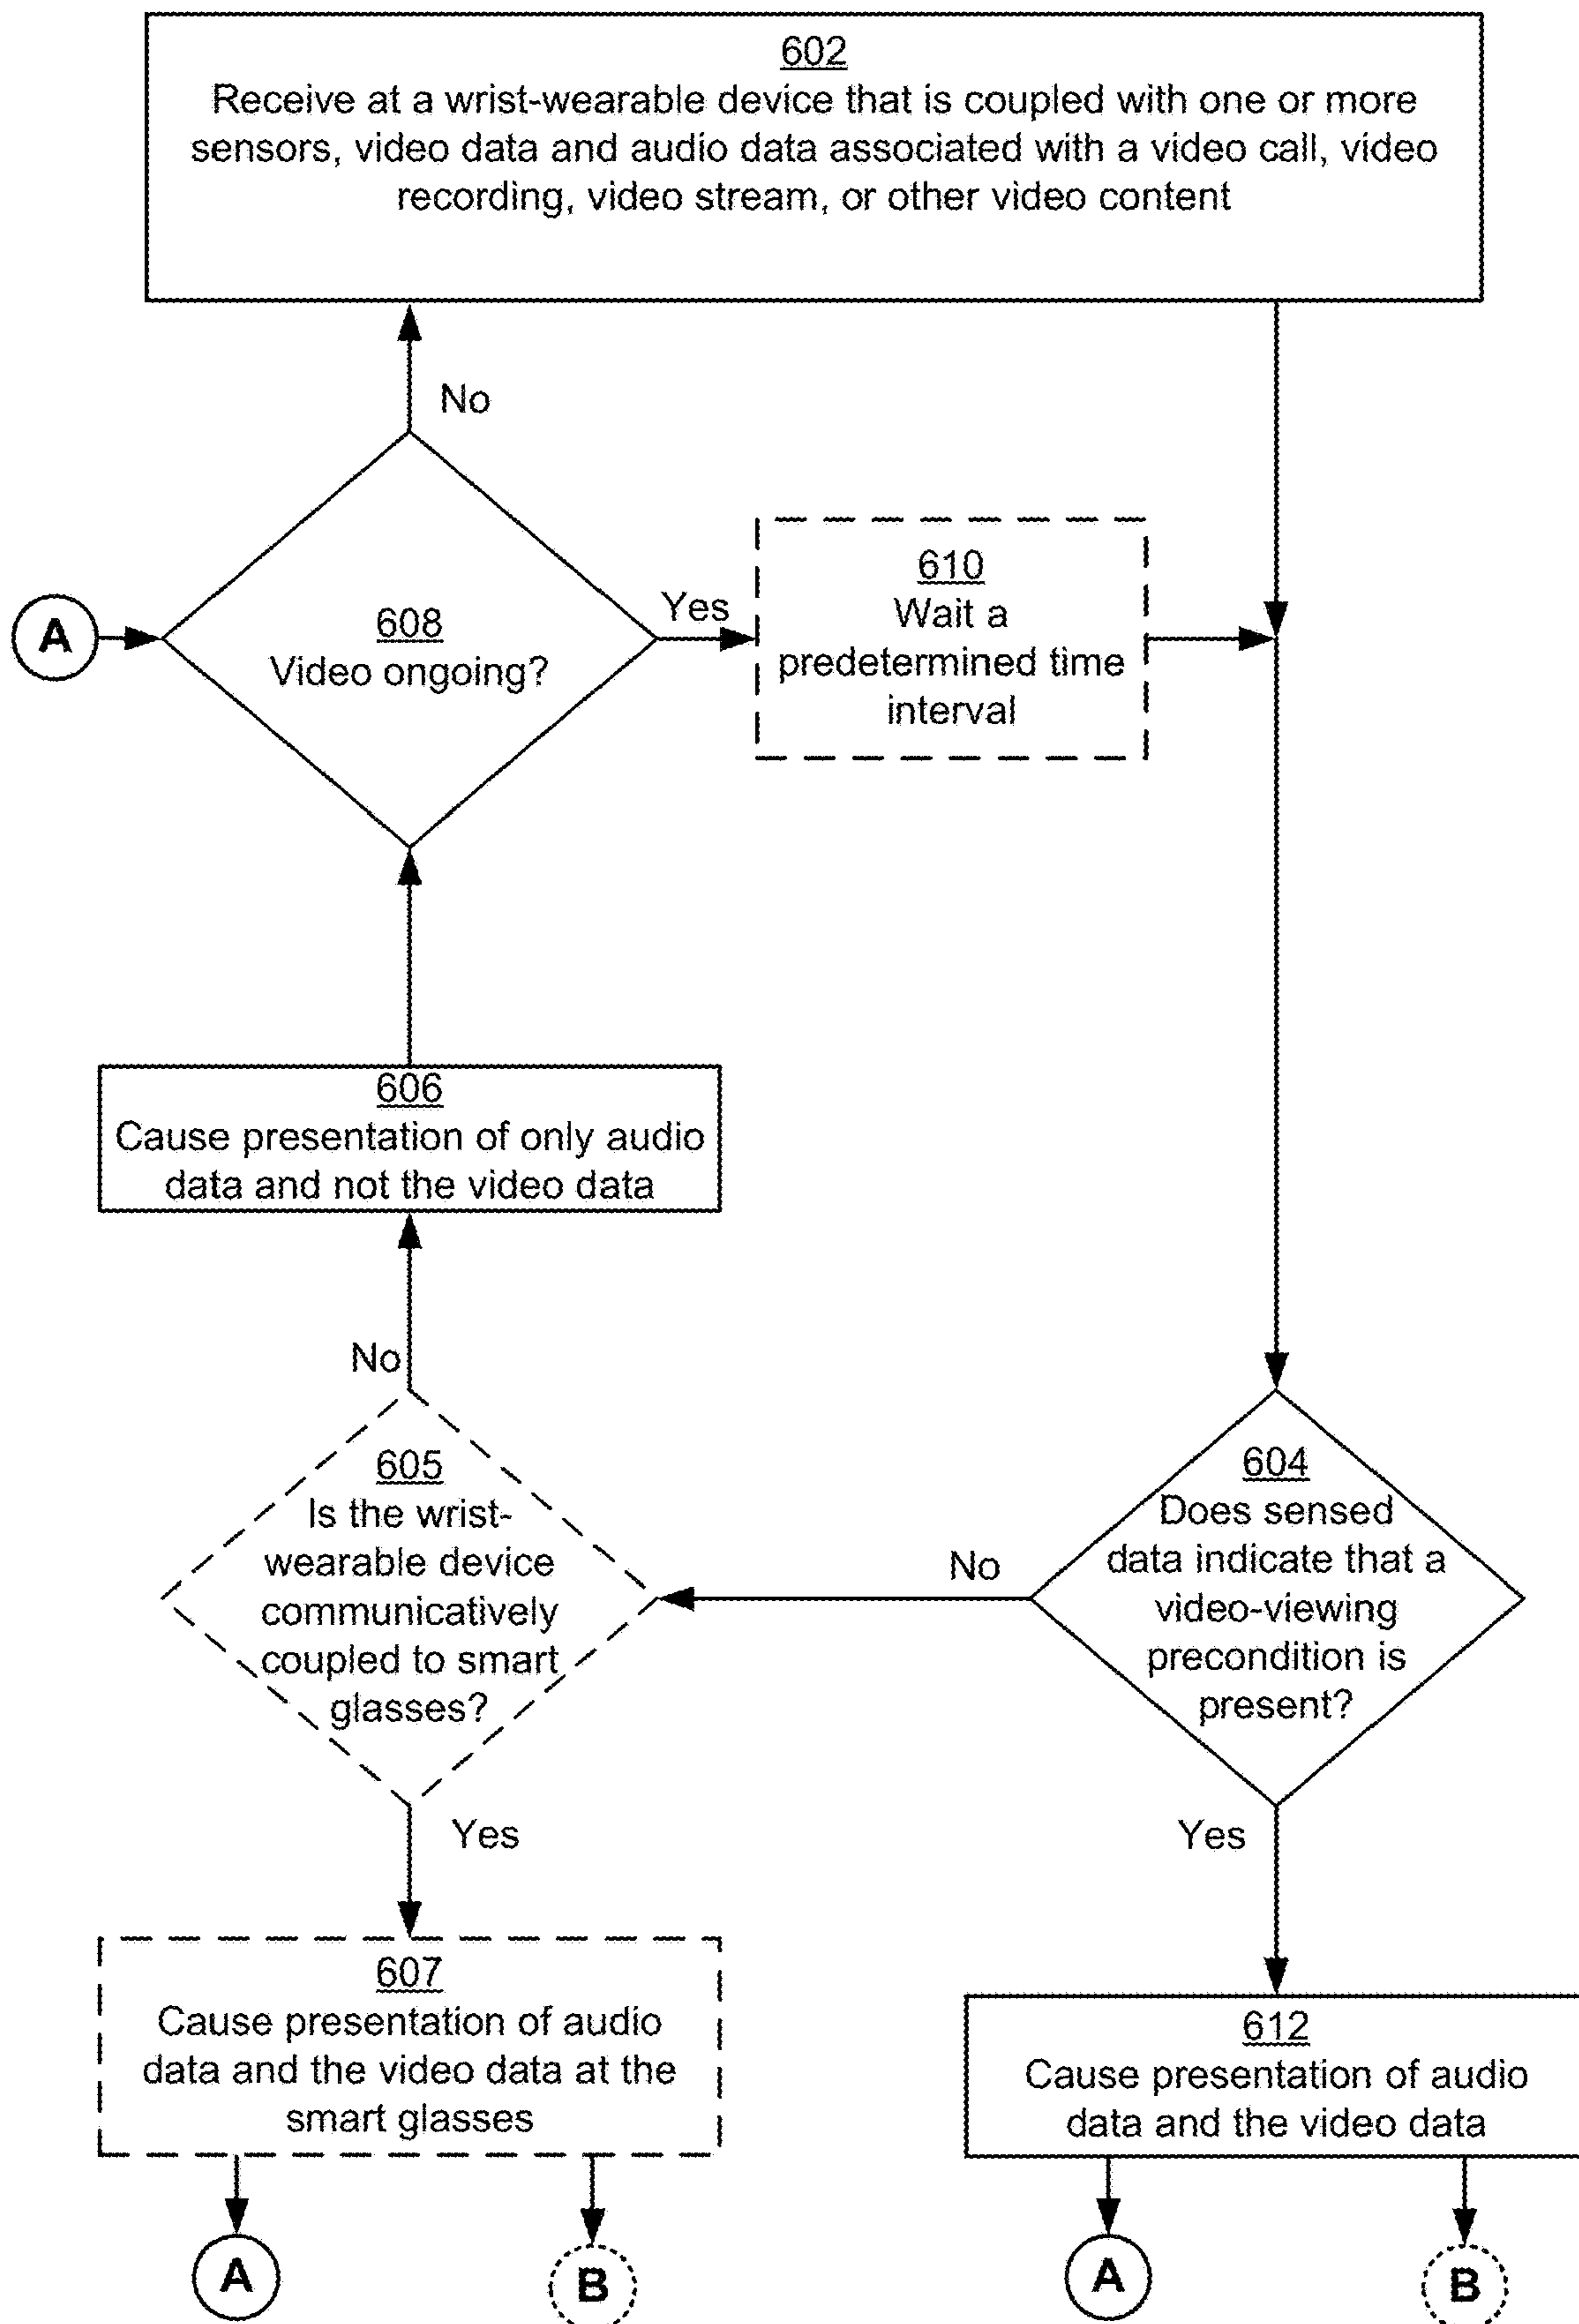 602
Receive at a wrist-wearable device that is coupled with one or more
sensors, video data and audio data associated with a video call, video
recording, video stream, or other video content
No
610
Wait a
predetermined time
interval
Yes
A
608
Video ongoing?
606
Cause presentation of only audio
data and not the video data
No
605
Is the wrist-
wearable device
communicatively
coupled to smart
glasses?
No
604
Does sensed
data indicate that a
video-viewing
precondition is
present?
Yes
Yes
607
Cause presentation of audio
data and the video data at the
smart glasses
612
Cause presentation of audio
data and the video data
A
B
A
B